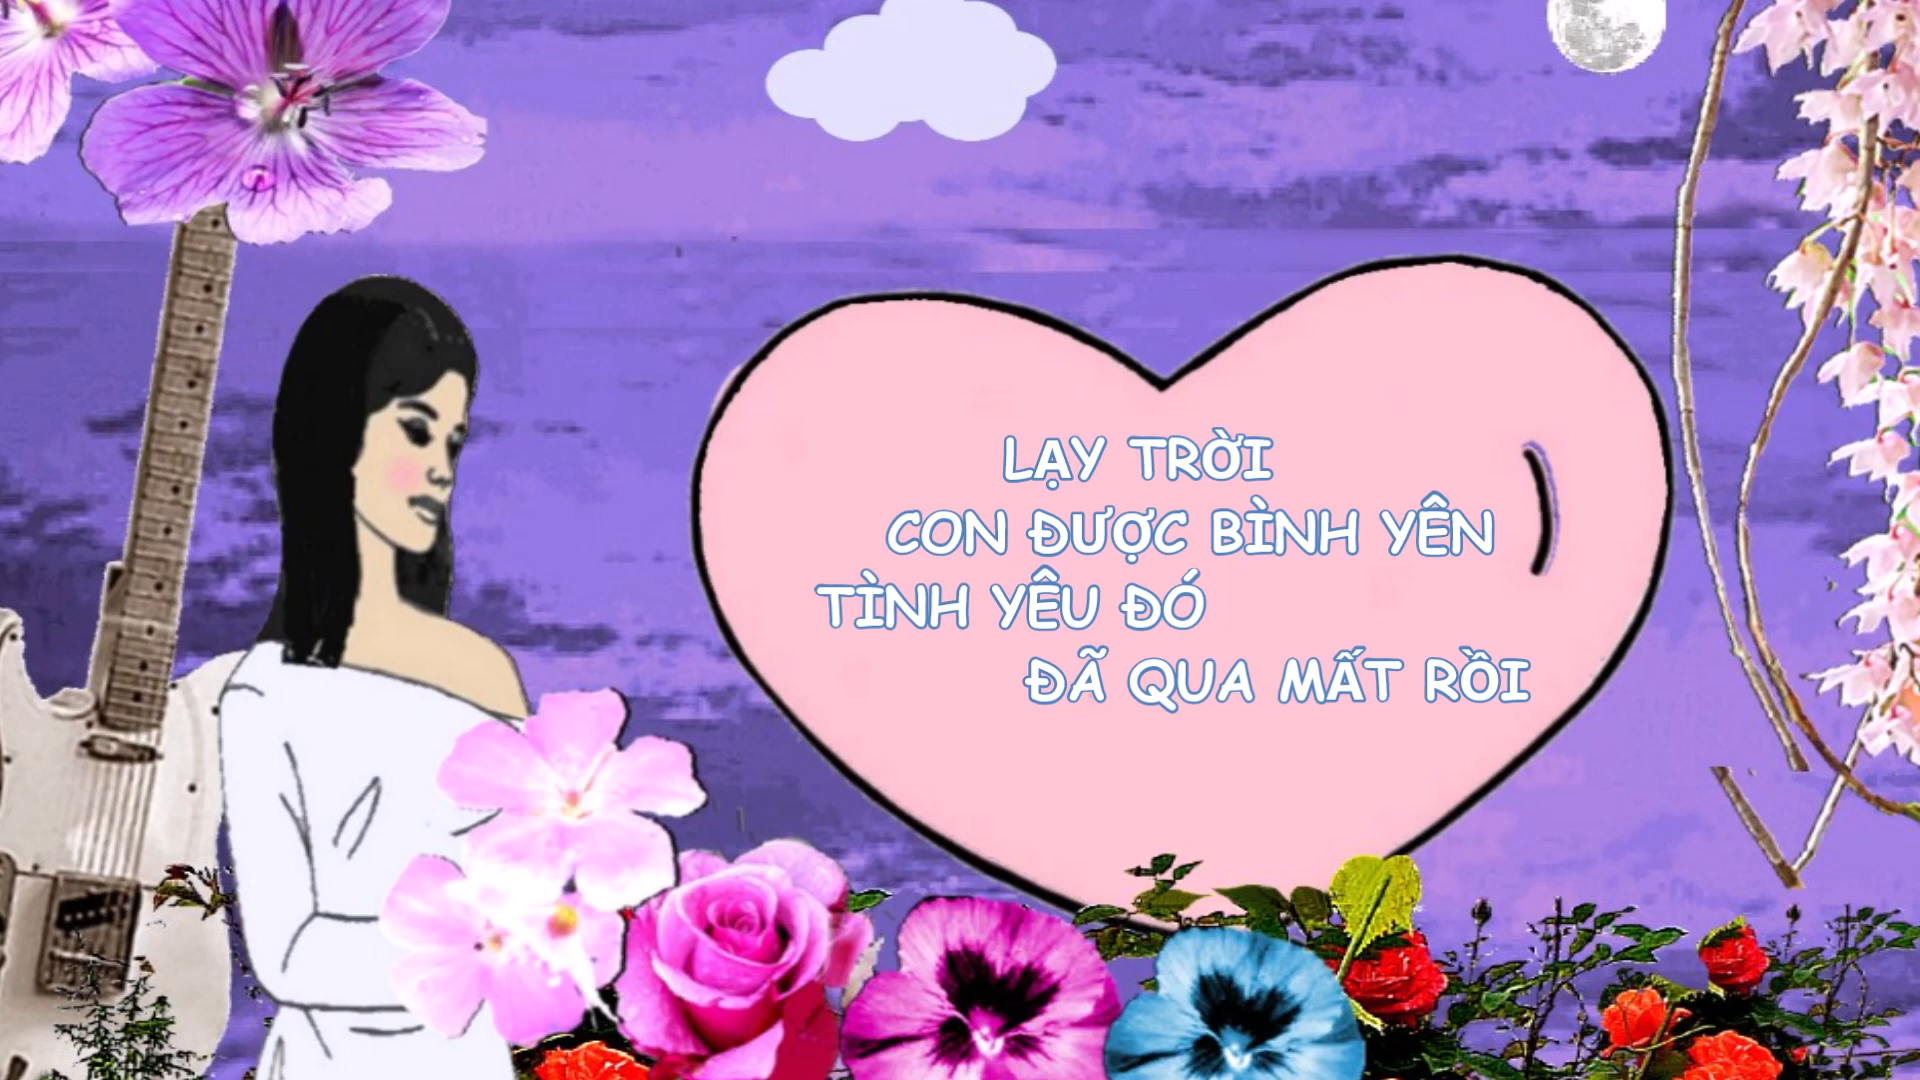 LẠY TRỜI
CON ĐƯỢC BÌNH YÊN
TÌNH YÊU ĐÓ
ĐÃ QUA MẤT RỒI